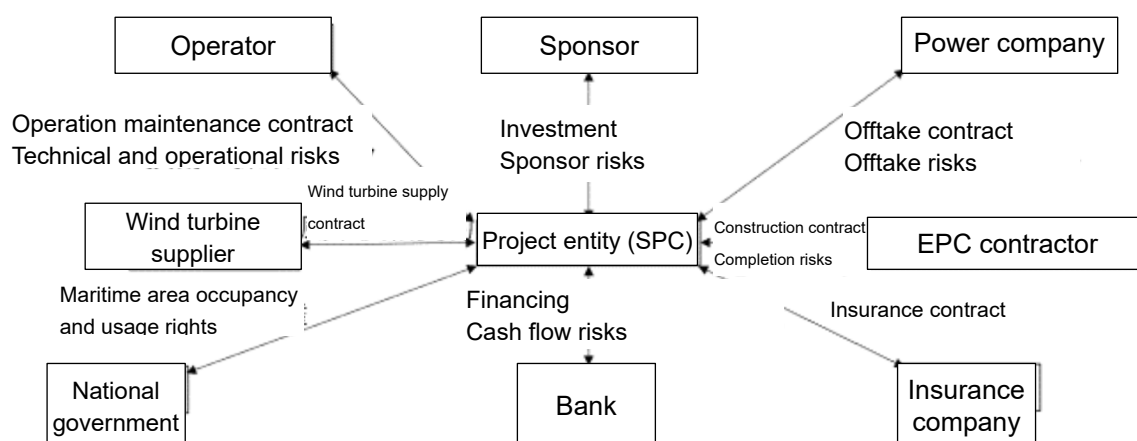 Operator
Sponsor
Power company
Operation maintenance contract
Technical and operational risks
Investment
Sponsor risks
Offtake contract
Offtake risks
Wind turbine supply
contract
Wind turbine
supplier
Project entity (SPC)
Construction contract
Completion risks
EPC contractor
Maritime area occupancy
and usage rights
Financing
Cash flow risks
Insurance contract
National
government
Bank
Insurance
company